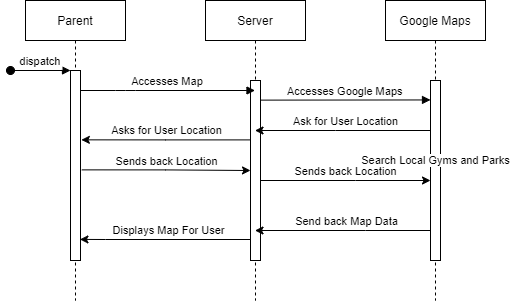 Parent
Server
Google Maps
dispatch
Accesses Map
Accesses Google Maps
Ask for User Location
Asks for User Location
Sends back Location
Search Local Gyms and Parks
Sends back Location
Send back Map Data
Displays Map For User